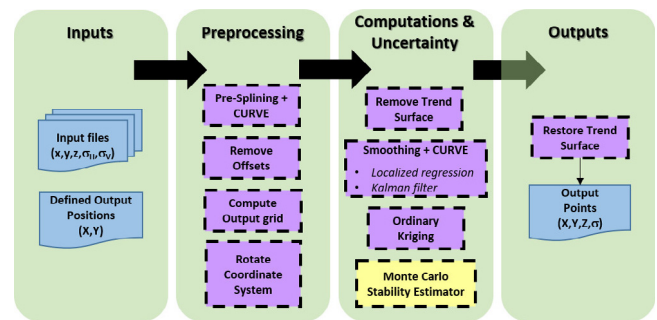 Inputs
Input files
(x,y,z,σH,σV)
Defined Output
Positions
(X,Y)
Preprocessing
Pre-Splining +
CURVE
Remove
Offsets
Compute
Output grid
Rotate
Coordinate
System
Computations &
Uncertainty
Remove Trend
Surface
Smoothing + CURVE
• Localized regression
• Kalman filter
Ordinary
Kriging
Monte Carlo
Stability Estimator
Outputs
Restore Trend
Surface
Output
Points
(X,Y,Z,σ)